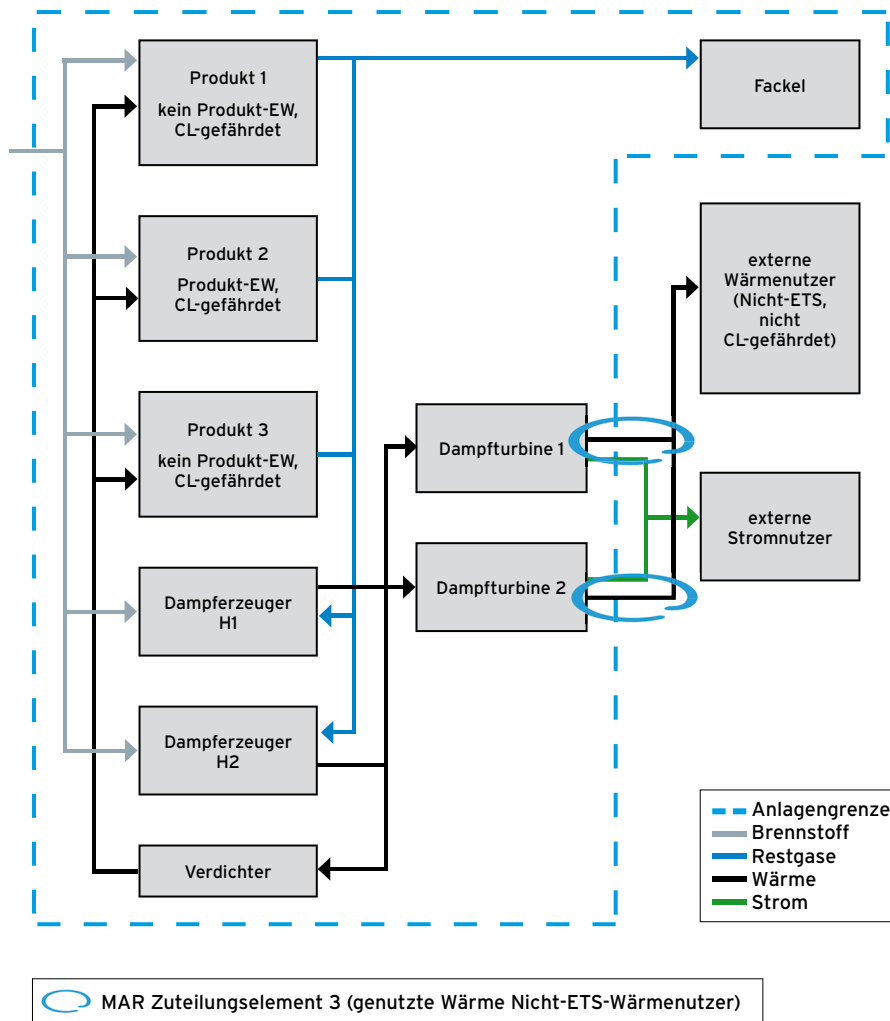 Produkt 1
kein Produkt-EW,
CL-gefährdet
Fackel
Produkt 2
Produkt-EW,
CL-gefährdet
externe
Wärmenutzer
(Nicht-ETS,
nicht
CL-gefährdet)
Produkt 3
kein Produkt-EW,
CL-gefährdet
Dampfturbine 1
externe
Stromnutzer
Dampfturbine 2
Dampferzeuger
H1
Dampferzeuger
H2
Verdichter
Anlagengrenze
Brennstoff
Restgase
Wärme
Strom
MAR Zuteilungselement 3 (genutzte Wärme Nicht-ETS-Wärmenutzer)